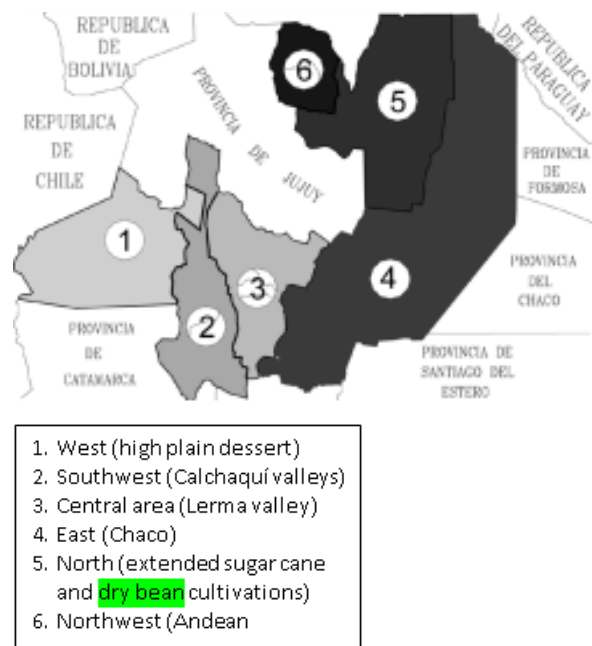 REPUBLICA
DE
BOLIVIA
REPUBLICA
DEL PARAGUAY
6
5
PROVINCIA
DE
JUJUY
REPUBLICA
DE
CHILE
PROVINCIA
DE
FORMOSA
1
4
3
2
PROVINCIA
DEL
CHACO
PROVINCIA
DE
CATAMARCA
PROVINCIA DE
SANTIAGO DEL
ESTERO
1. West (high plain dessert)
2. Southwest (Calchaquí valleys)
3. Central area (Lerma valley)
4. East (Chaco)
5. North (extended sugar cane
and dry bean cultivations)
6. Northwest (Andean